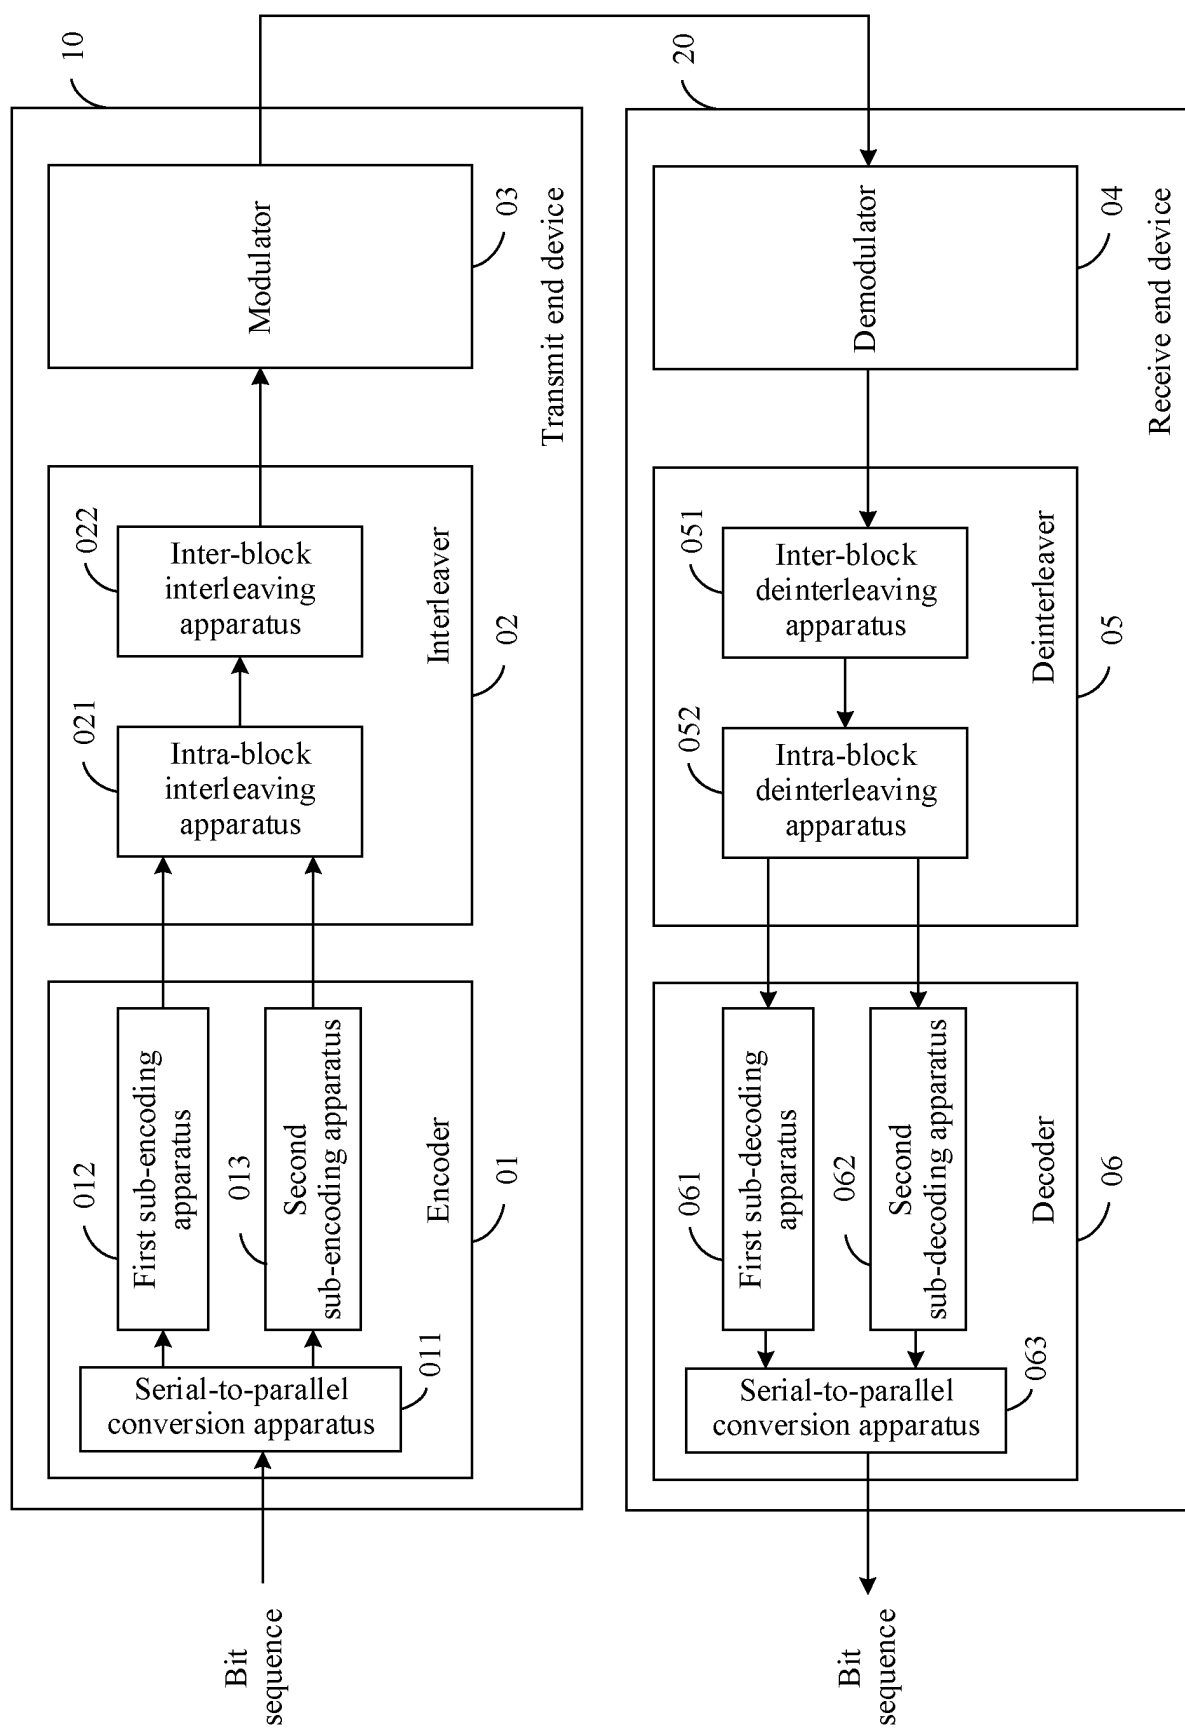 10
Bit
sequence
Serial-to-parallel
conversion apparatus
011
012
First sub-encoding
apparatus
013
Second
sub-encoding apparatus
Encoder
01
021
Intra-block
interleaving
apparatus
022
Inter-block
interleaving
apparatus
Interleaver
02
Modulator
03
Transmit end device
20
Demodulator
04
051
Inter-block
deinterleaving
apparatus
052
Intra-block
deinterleaving
apparatus
Deinterleaver
05
061
First sub-decoding
apparatus
062
Second
sub-decoding apparatus
Serial-to-parallel
conversion apparatus
063
Decoder
06
Receive end device
Bit
sequence